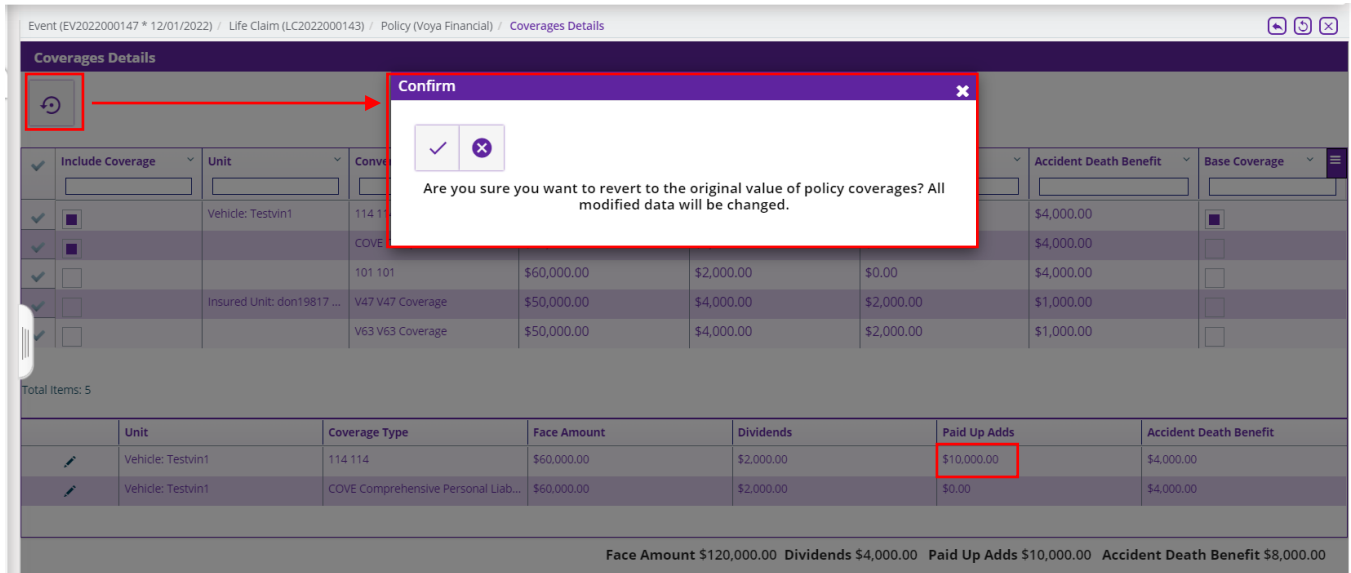 Event (EV2022000147 * 12/01/2022) / Life Claim (LC2022000143) / Policy (Voya Financial) / Coverages Details
Coverages Details
Confirm
Are you sure you want to revert to the original value of policy coverages? All
modified data will be changed.
Include Coverage Unit Accident Death Benefit Base Coverage
Vehicle: Testvin1 $4,000.00
COVE $4,000.00
101 101 $60,000.00 $2,000.00 $0.00 $4,000.00
Insured Unit: don19817 ... V47 V47 Coverage $50,000.00 $4,000.00 $2,000.00 $1,000.00
V63 V63 Coverage $50,000.00 $4,000.00 $2,000.00 $1,000.00
Total Items: 5
Unit Coverage Type Face Amount Dividends Paid Up Adds Accident Death Benefit
Vehicle: Testvin1 114 114 $60,000.00 $2,000.00 $10,000.00 $4,000.00
Vehicle: Testvin1 COVE Comprehensive Personal Liab... $60,000.00 $2,000.00 $0.00 $4,000.00
Face Amount $120,000.00 Dividends $4,000.00 Paid Up Adds $10,000.00 Accident Death Benefit $8,000.00